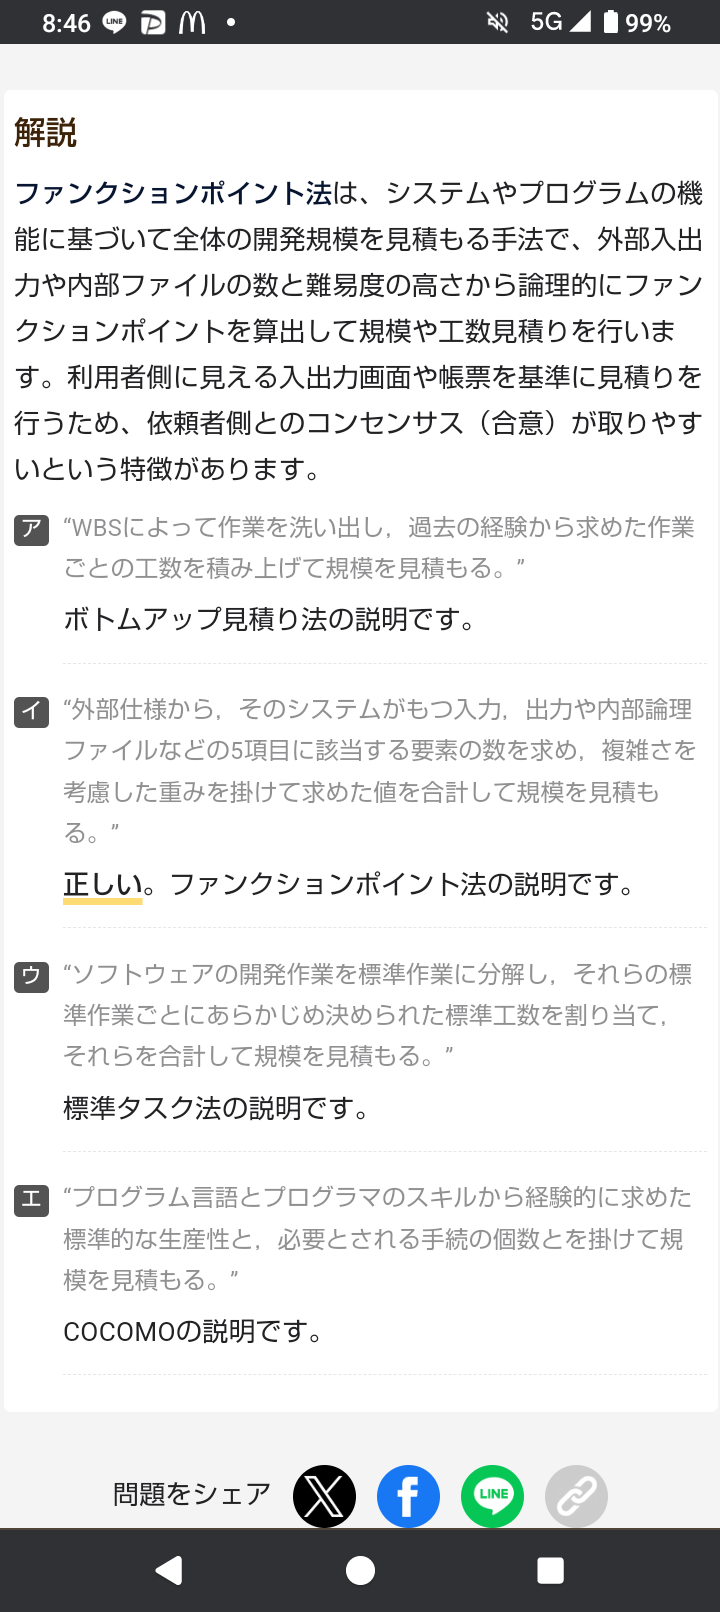 8:46 LINE 5G 99%
解説
ファンクションポイント法は、システムやプログラムの機
能に基づいて全体の開発規模を見積もる手法で、外部入出
力や内部ファイルの数と難易度の高さから論理的にファン
クションポイントを算出して規模や工数見積りを行いま
す。利用者側に見える入出力画面や帳票を基準に見積りを
行うため、依頼者側とのコンセンサス（合意）が取りやす
いという特徴があります。
ア “WBSによって作業を洗い出し，過去の経験から求めた作業
ごとの工数を積み上げて規模を見積もる。”
ボトムアップ見積り法の説明です。
イ “外部仕様から，そのシステムがもつ入力，出力や内部論理
ファイルなどの5項目に該当する要素の数を求め，複雑さを
考慮した重みを掛けて求めた値を合計して規模を見積も
る。”
正しい。ファンクションポイント法の説明です。
ウ “ソフトウェアの開発作業を標準作業に分解し，それらの標
準作業ごとにあらかじめ決められた標準工数を割り当て，
それらを合計して規模を見積もる。”
標準タスク法の説明です。
エ “プログラム言語とプログラマのスキルから経験的に求めた
標準的な生産性と，必要とされる手続の個数とを掛けて規
模を見積もる。”
COCOMOの説明です。
問題をシェア X f LINE